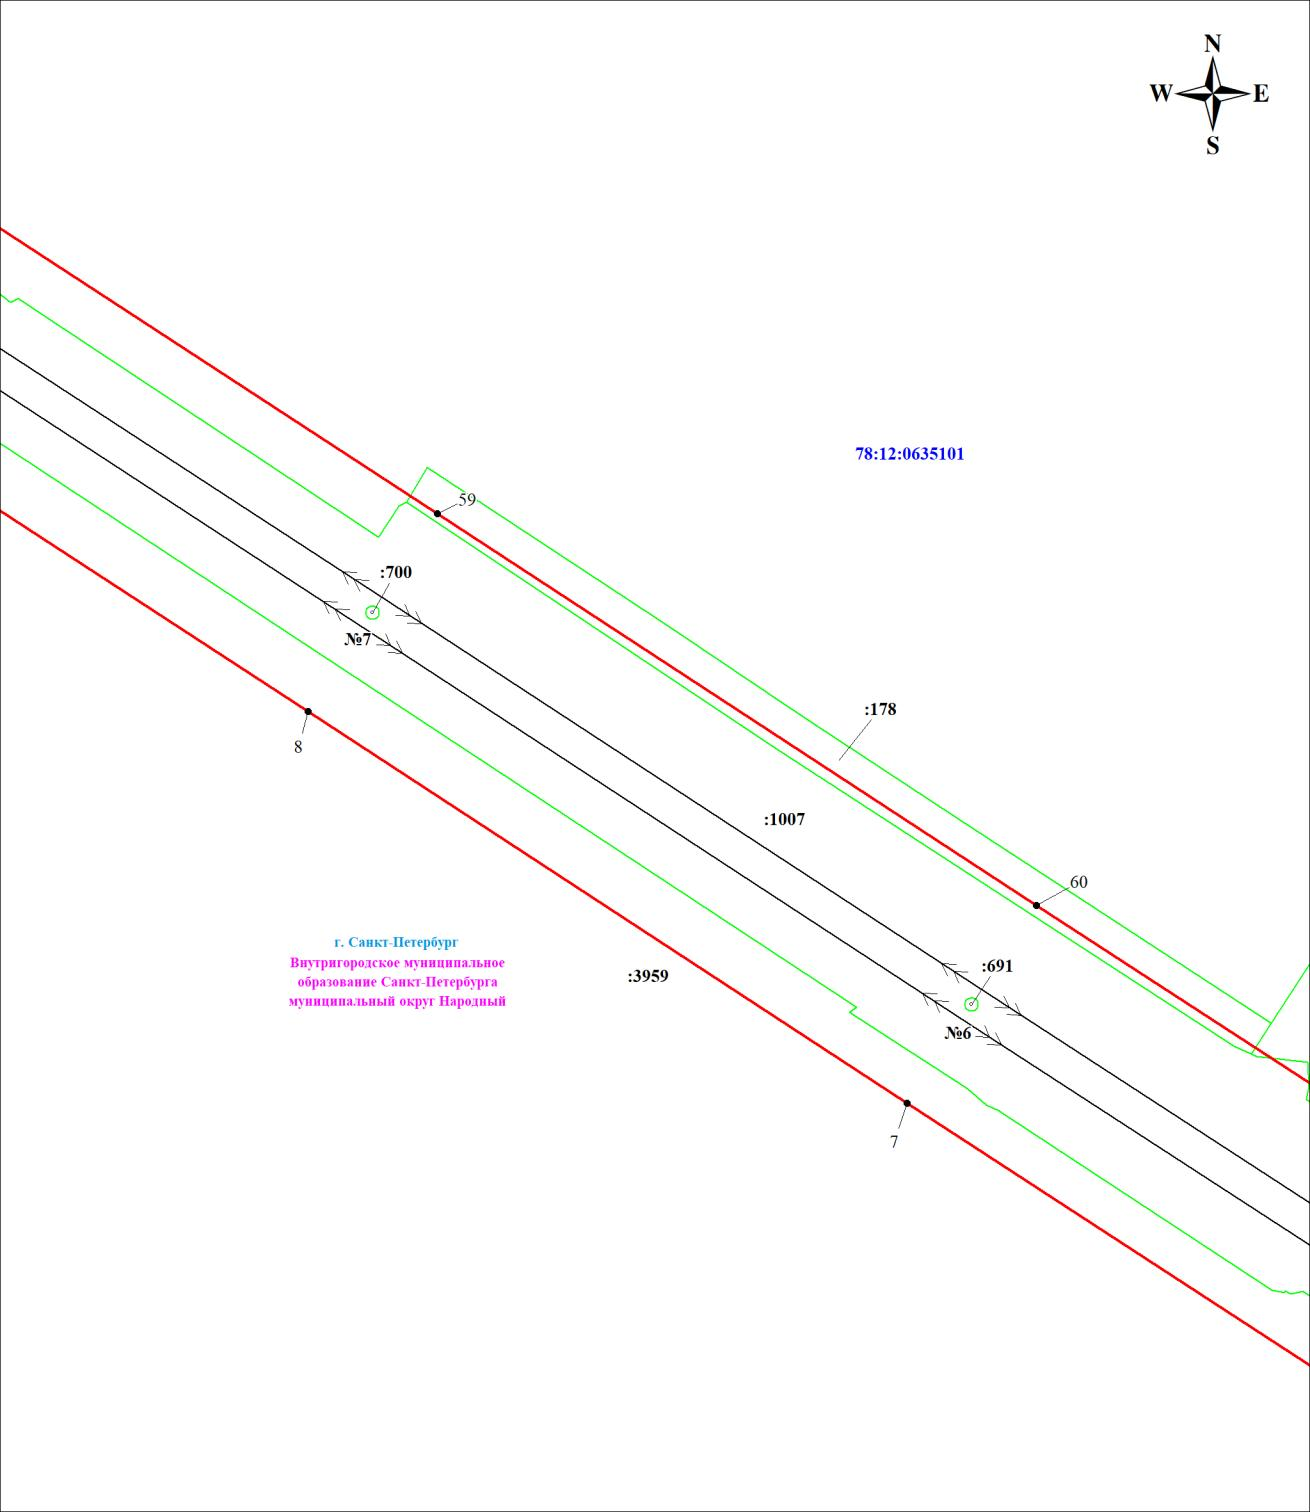 N
W E
S
78:12:0635101
59
:700
№7
:178
8
:1007
60
г. Санкт-Петербург
Внутригородское муниципальное
образование Санкт-Петербурга
муниципальный округ Народный
:3959
:691
№6
7